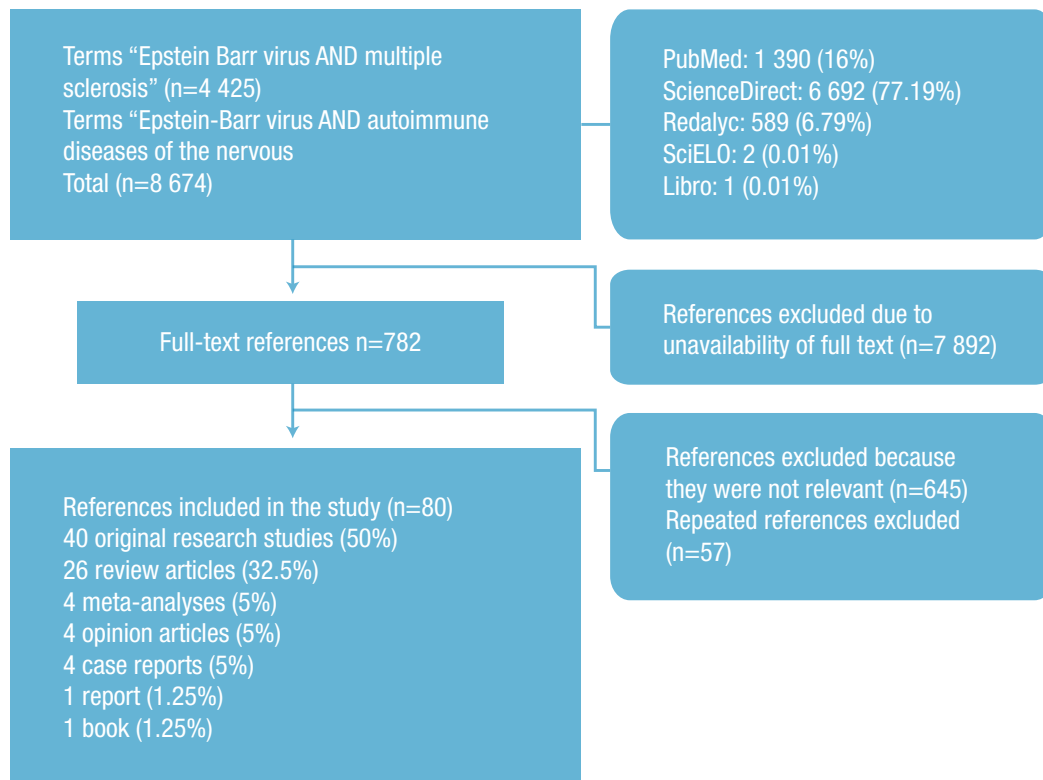 Terms “Epstein Barr virus AND multiple
sclerosis” (n=4 425)
Terms “Epstein-Barr virus AND autoimmune
diseases of the nervous
Total (n=8 674)
PubMed: 1 390 (16%)
ScienceDirect: 6 692 (77.19%)
Redalyc: 589 (6.79%)
SciELO: 2 (0.01%)
Libro: 1 (0.01%)
References excluded due to
unavailability of full text (n=7 892)
Full-text references n=782
References excluded because
they were not relevant (n=645)
Repeated references excluded
(n=57)
References included in the study (n=80)
40 original research studies (50%)
26 review articles (32.5%)
4 meta-analyses (5%)
4 opinion articles (5%)
4 case reports (5%)
1 report (1.25%)
1 book (1.25%)